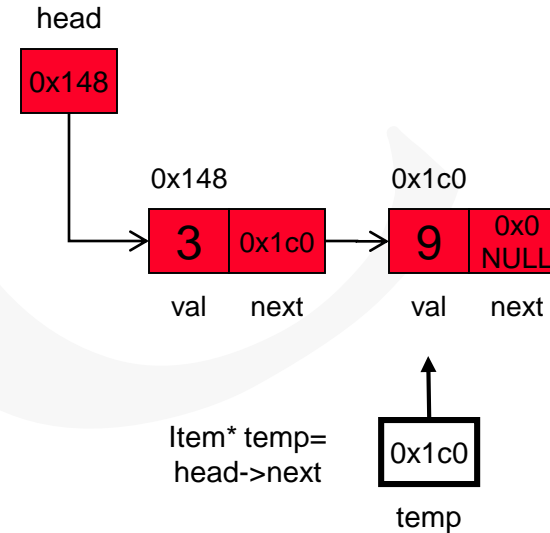 head
0x148
0x148
0x1c0
3
0x1c0
9
0x0
NULL
val
next
val
next
Item* temp=
head->next
0x1c0
temp